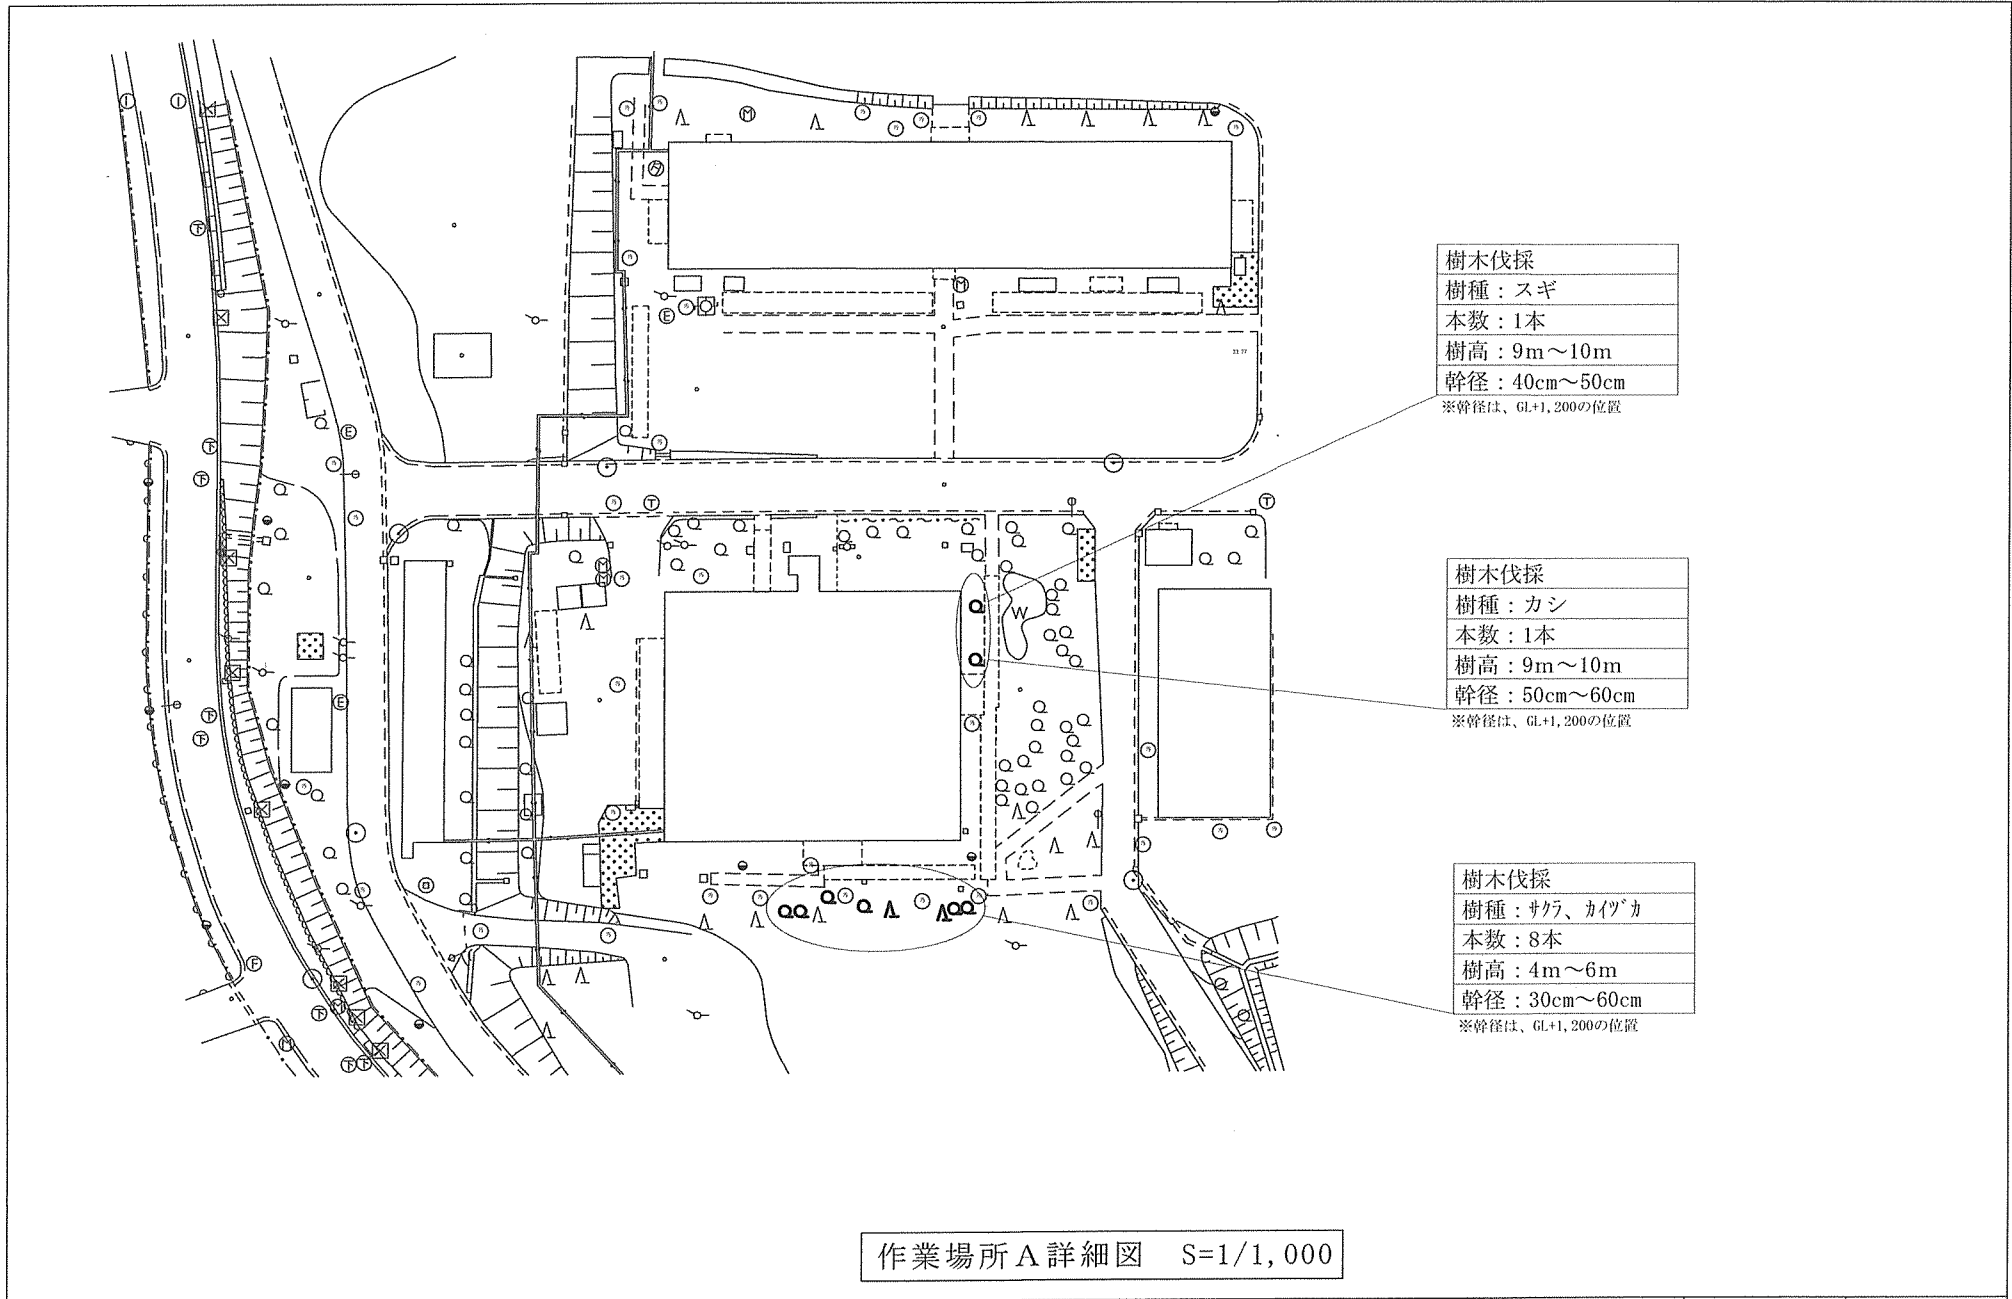 樹木伐採
樹種：スギ
本数：1本
樹高：9m～10m
幹径：40cm～50cm
※幹径は、GL+1,200の位置
樹木伐採
樹種：カシ
本数：1本
樹高：9m～10m
幹径：50cm～60cm
※幹径は、GL+1,200の位置
樹木伐採
樹種：ｻｸﾗ、ｶｲﾂﾞｶ
本数：8本
樹高：4m～6m
幹径：30cm～60cm
※幹径は、GL+1,200の位置
作業場所A詳細図　S=1/1,000